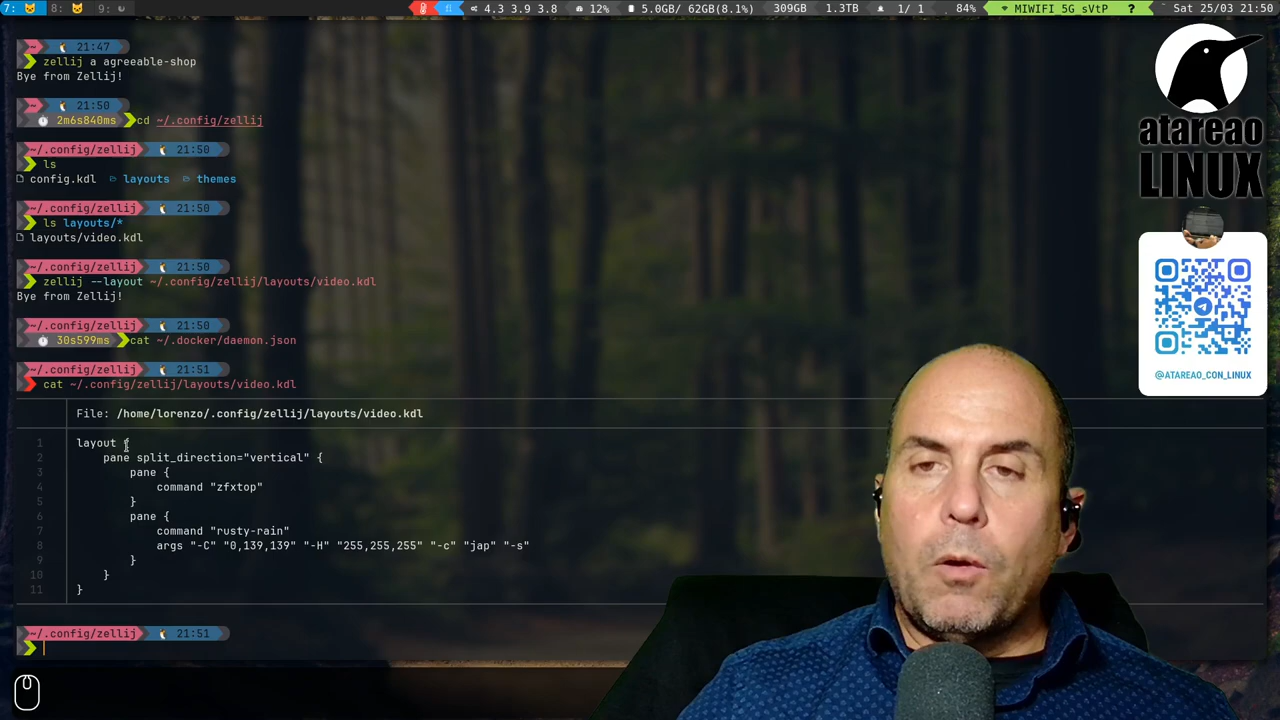 7: 8: 9: 4.3 3.9 3.8 12% 5.0GB/ 62GB(8.1%) 309GB 1.3TB 1/ 1 84% MIWIFI_5G_sVtP ? Sat 25/03 21:50
~ 21:47
zellij a agreeable-shop
Bye from Zellij!
~ 21:50
2m6s840ms cd ~/.config/zellij
~/.config/zellij 21:50
ls
config.kdl layouts themes
~/.config/zellij 21:50
ls layouts/*
layouts/video.kdl
~/.config/zellij 21:50
zellij --layout ~/.config/zellij/layouts/video.kdl
Bye from Zellij!
~/.config/zellij 21:50
30s599ms cat ~/.docker/daemon.json
~/.config/zellij 21:51
cat ~/.config/zellij/layouts/video.kdl
File: /home/lorenzo/.config/zellij/layouts/video.kdl
1 layout {
2 pane split_direction="vertical" {
3 pane {
4 command "zfxtop"
5 }
6 pane {
7 command "rusty-rain"
8 args "-C" "0,139,139" "-H" "255,255,255" "-c" "jap" "-s"
9 }
10 }
11 }
~/.config/zellij 21:51
atareao
LINUX
@ATAREAO_CON_LINUX